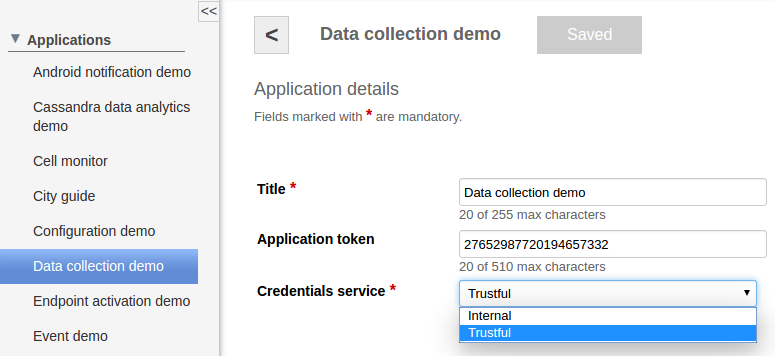 <<
▼ Applications
Android notification demo
Cassandra data analytics
demo
Cell monitor
City guide
Configuration demo
Data collection demo
Endpoint activation demo
Event demo
< Data collection demo Saved
Application details
Fields marked with * are mandatory.
Title * Data collection demo
20 of 255 max characters
Application token 27652987720194657332
20 of 510 max characters
Credentials service * Trustful ▼
Internal
Trustful